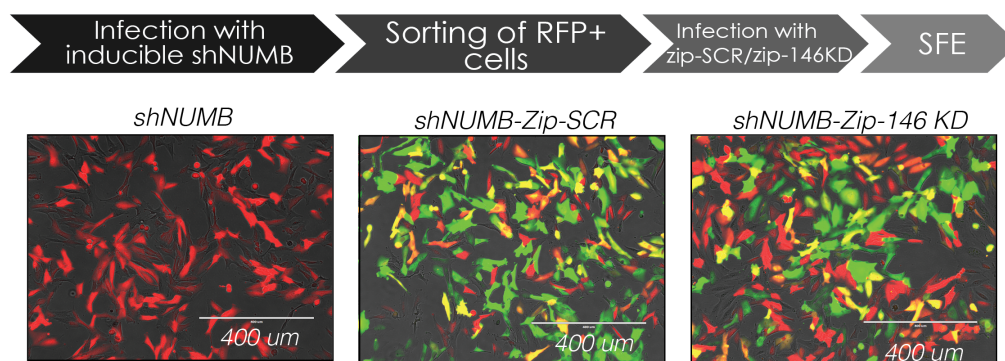 Infection with
inducible shNUMB
Sorting of RFP+
cells
Infection with
zip-SCR/zip-146KD
SFE
shNUMB
shNUMB-Zip-SCR
shNUMB-Zip-146 KD
400 um
400 um
400 um